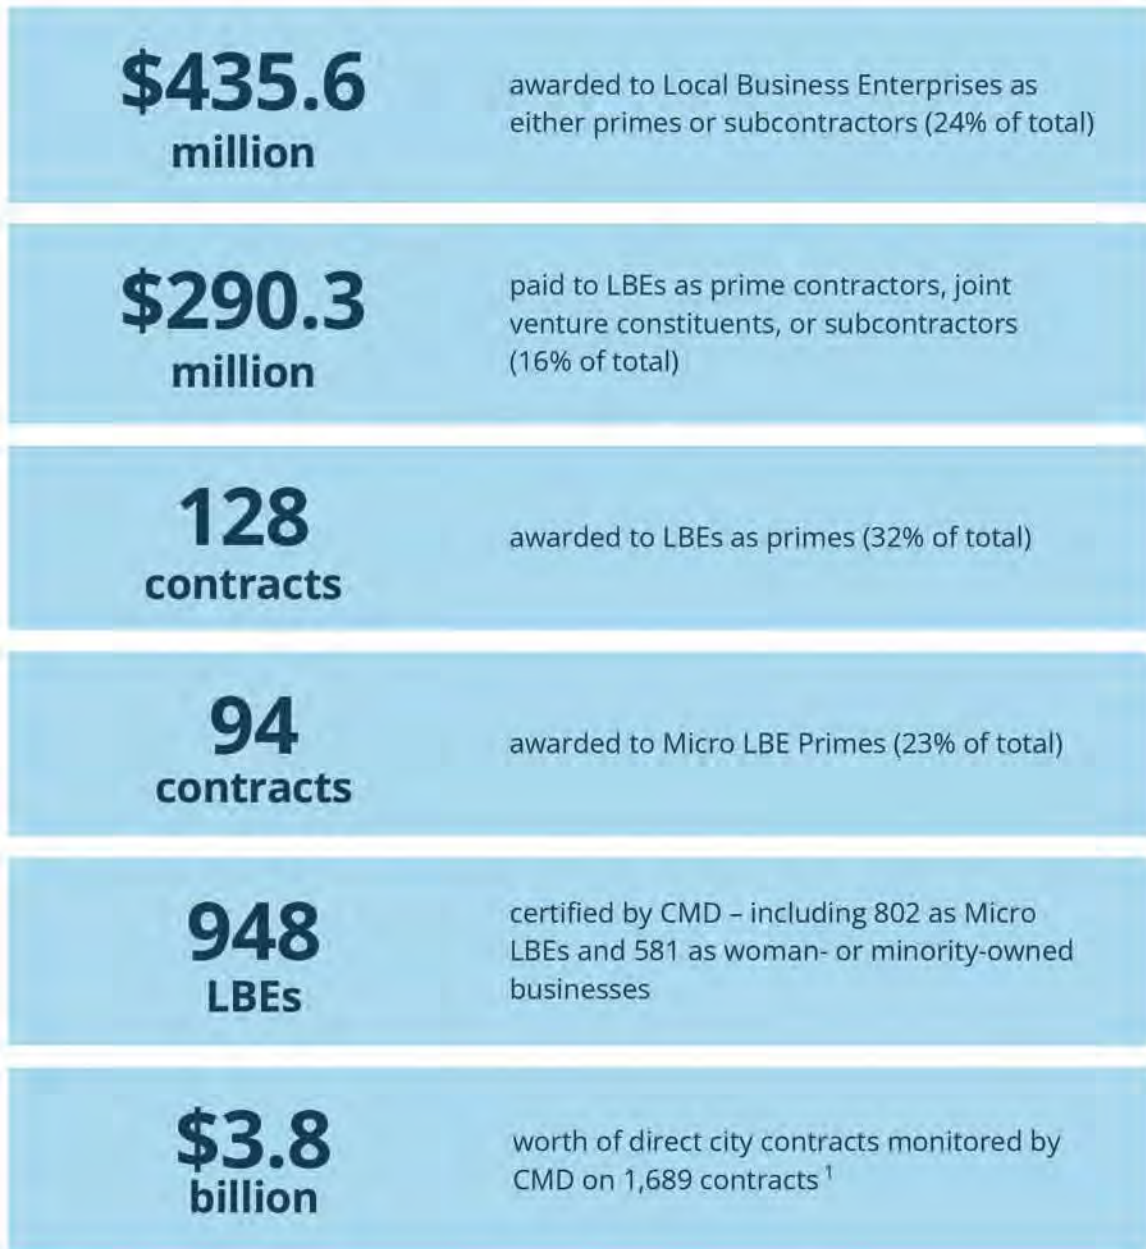 $435.6
million
awarded to Local Business Enterprises as
either primes or subcontractors (24% of total)
$290.3
million
paid to LBEs as prime contractors, joint
venture constituents, or subcontractors
(16% of total)
128
contracts
awarded to LBEs as primes (32% of total)
94
contracts
awarded to Micro LBE Primes (23% of total)
948
LBEs
certified by CMD – including 802 as Micro
LBEs and 581 as woman- or minority-owned
businesses
$3.8
billion
worth of direct city contracts monitored by
CMD on 1,689 contracts ¹